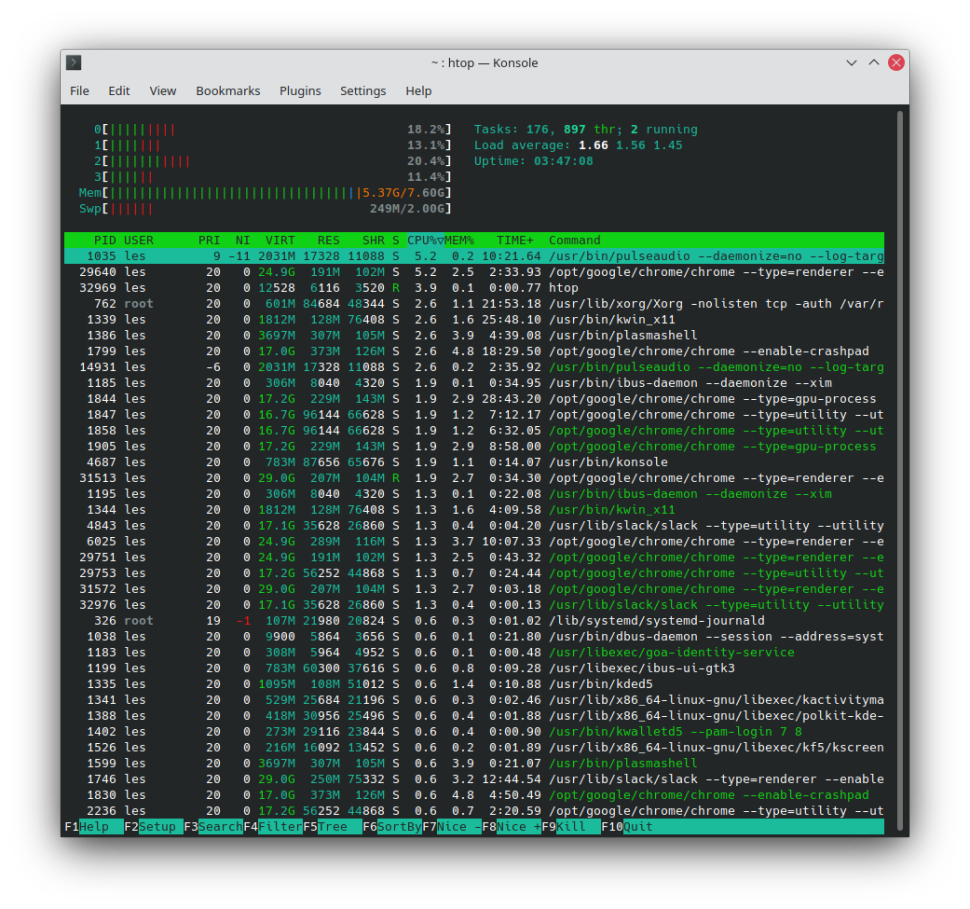 ~ : htop — Konsole
File Edit View Bookmarks Plugins Settings Help
0[||||||||| 18.2%] Tasks: 176, 897 thr; 2 running
1[||||||| 13.1%] Load average: 1.66 1.56 1.45
2[||||||||||| 20.4%] Uptime: 03:47:08
3[|||||| 11.4%]
Mem[|||||||||||||||||||||||||||||||||5.37G/7.60G]
Swp[|||||| 249M/2.00G]
PID USER PRI NI VIRT RES SHR S CPU%▽MEM% TIME+ Command
1035 les 9 -11 2031M 17328 11088 S 5.2 0.2 10:21.64 /usr/bin/pulseaudio --daemonize=no --log-targ
29640 les 20 0 24.9G 191M 102M S 5.2 2.5 2:33.93 /opt/google/chrome/chrome --type=renderer --e
32969 les 20 0 12528 6116 3520 R 3.9 0.1 0:00.77 htop
762 root 20 0 601M 84684 48344 S 2.6 1.1 21:53.18 /usr/lib/xorg/Xorg -nolisten tcp -auth /var/r
1339 les 20 0 1812M 128M 76408 S 2.6 1.6 25:48.10 /usr/bin/kwin_x11
1386 les 20 0 3697M 307M 105M S 2.6 3.9 4:39.08 /usr/bin/plasmashell
1799 les 20 0 17.0G 373M 126M S 2.6 4.8 18:29.50 /opt/google/chrome/chrome --enable-crashpad
14931 les -6 0 2031M 17328 11088 S 2.6 0.2 2:35.92 /usr/bin/pulseaudio --daemonize=no --log-targ
1185 les 20 0 306M 8040 4320 S 1.9 0.1 0:34.95 /usr/bin/ibus-daemon --daemonize --xim
1844 les 20 0 17.2G 229M 143M S 1.9 2.9 28:43.20 /opt/google/chrome/chrome --type=gpu-process
1847 les 20 0 16.7G 96144 66628 S 1.9 1.2 7:12.17 /opt/google/chrome/chrome --type=utility --ut
1858 les 20 0 16.7G 96144 66628 S 1.9 1.2 6:32.05 /opt/google/chrome/chrome --type=utility --ut
1905 les 20 0 17.2G 229M 143M S 1.9 2.9 8:58.00 /opt/google/chrome/chrome --type=gpu-process
4687 les 20 0 783M 87656 65676 S 1.9 1.1 0:14.07 /usr/bin/konsole
31513 les 20 0 29.0G 207M 104M R 1.9 2.7 0:34.30 /opt/google/chrome/chrome --type=renderer --e
1195 les 20 0 306M 8040 4320 S 1.3 0.1 0:22.08 /usr/bin/ibus-daemon --daemonize --xim
1344 les 20 0 1812M 128M 76408 S 1.3 1.6 4:09.58 /usr/bin/kwin_x11
4843 les 20 0 17.1G 35628 26860 S 1.3 0.4 0:04.20 /usr/lib/slack/slack --type=utility --utility
6025 les 20 0 24.9G 289M 116M S 1.3 3.7 10:07.33 /opt/google/chrome/chrome --type=renderer --e
29751 les 20 0 24.9G 191M 102M S 1.3 2.5 0:43.32 /opt/google/chrome/chrome --type=renderer --e
29753 les 20 0 17.2G 56252 44868 S 1.3 0.7 0:24.44 /opt/google/chrome/chrome --type=utility --ut
31572 les 20 0 29.0G 207M 104M S 1.3 2.7 0:03.18 /opt/google/chrome/chrome --type=renderer --e
32976 les 20 0 17.1G 35628 26860 S 1.3 0.4 0:00.13 /usr/lib/slack/slack --type=utility --utility
326 root 19 -1 107M 21980 20824 S 0.6 0.3 0:01.02 /lib/systemd/systemd-journald
1038 les 20 0 9900 5864 3656 S 0.6 0.1 0:21.80 /usr/bin/dbus-daemon --session --address=syst
1183 les 20 0 308M 5964 4952 S 0.6 0.1 0:00.48 /usr/libexec/goa-identity-service
1199 les 20 0 783M 60300 37616 S 0.6 0.8 0:09.28 /usr/libexec/ibus-ui-gtk3
1335 les 20 0 1095M 108M 51012 S 0.6 1.4 0:10.88 /usr/bin/kded5
1341 les 20 0 529M 25684 21196 S 0.6 0.3 0:02.46 /usr/lib/x86_64-linux-gnu/libexec/kactivityma
1388 les 20 0 418M 30956 25496 S 0.6 0.4 0:01.88 /usr/lib/x86_64-linux-gnu/libexec/polkit-kde-
1402 les 20 0 273M 29116 23844 S 0.6 0.4 0:00.90 /usr/bin/kwalletd5 --pam-login 7 8
1526 les 20 0 216M 16092 13452 S 0.6 0.2 0:01.89 /usr/lib/x86_64-linux-gnu/libexec/kf5/kscreen
1599 les 20 0 3697M 307M 105M S 0.6 3.9 0:21.07 /usr/bin/plasmashell
1746 les 20 0 29.0G 250M 75332 S 0.6 3.2 12:44.54 /usr/lib/slack/slack --type=renderer --enable
1830 les 20 0 17.0G 373M 126M S 0.6 4.8 4:50.49 /opt/google/chrome/chrome --enable-crashpad
2236 les 20 0 17.2G 56252 44868 S 0.6 0.7 2:20.59 /opt/google/chrome/chrome --type=utility --ut
F1Help F2Setup F3SearchF4FilterF5Tree F6SortByF7Nice -F8Nice +F9Kill F10Quit